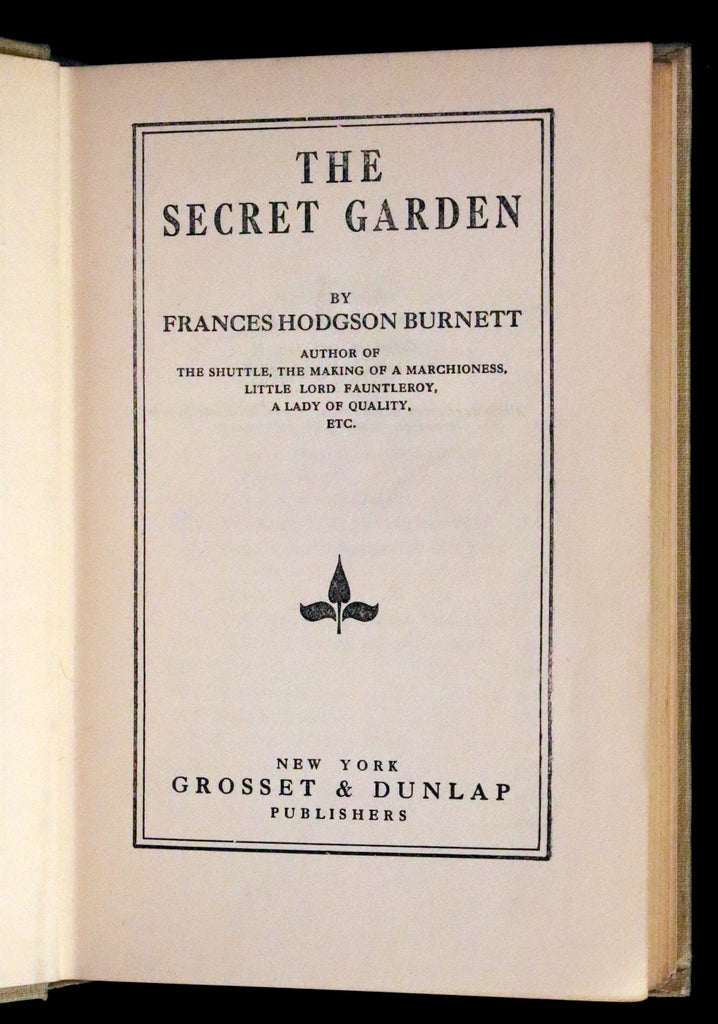 THE
SECRET GARDEN
BY
FRANCES HODGSON BURNETT
AUTHOR OF
THE SHUTTLE, THE MAKING OF A MARCHIONESS,
LITTLE LORD FAUNTLEROY,
A LADY OF QUALITY,
ETC.
NEW YORK
GROSSET & DUNLAP
PUBLISHERS